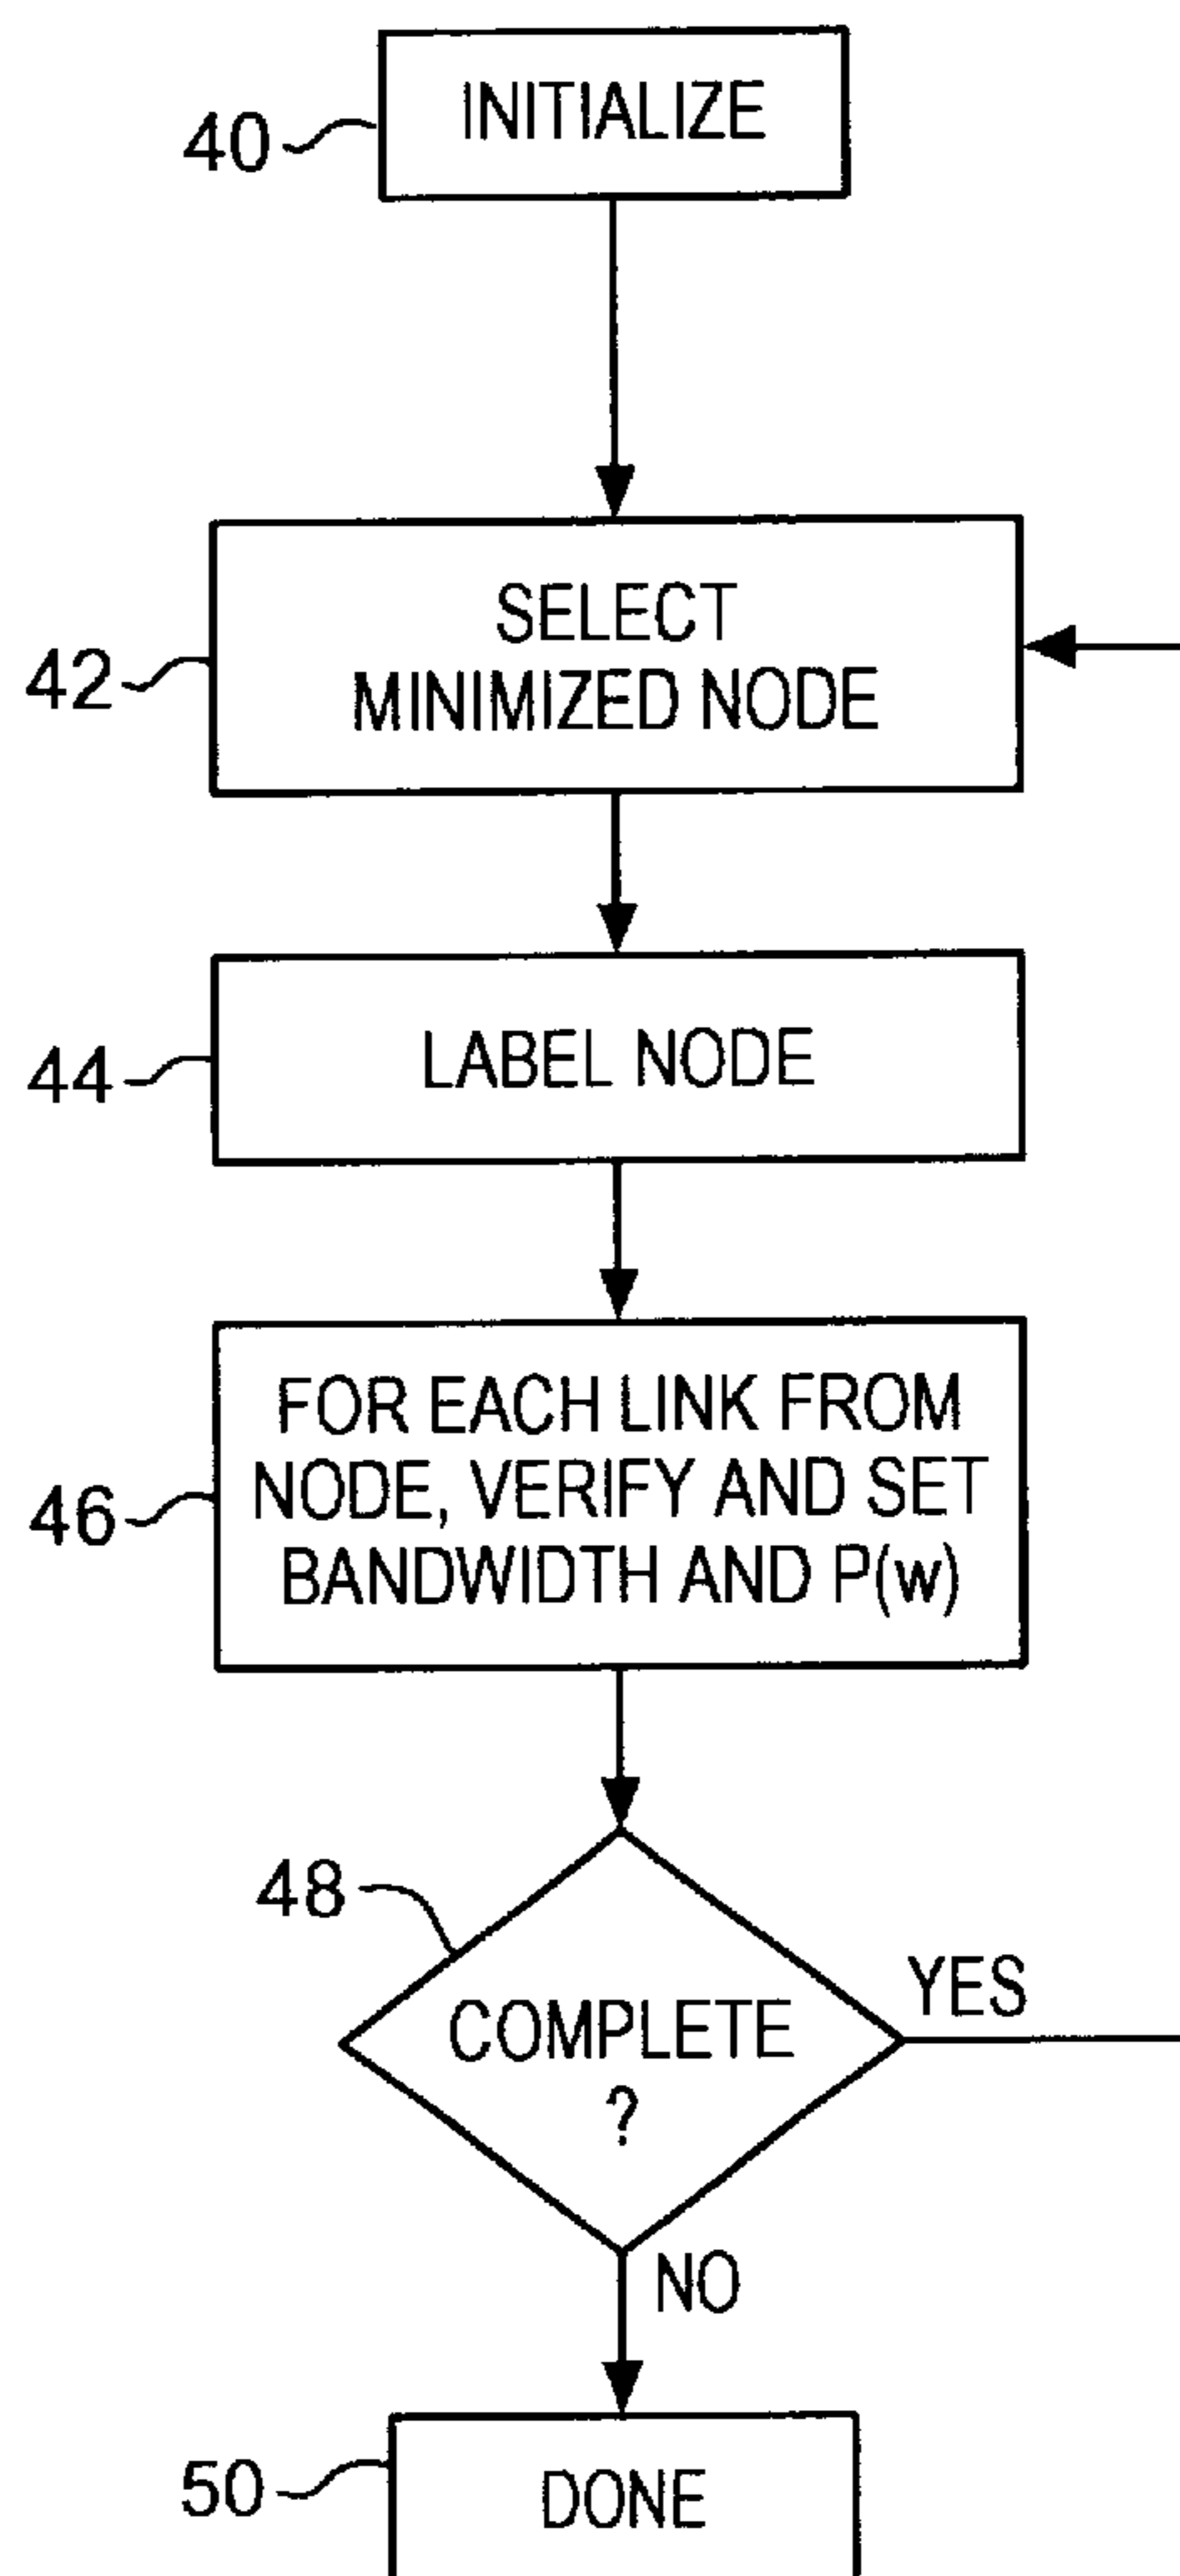 INITIALIZE
40
SELECT
MINIMIZED NODE
42
LABEL NODE
44
FOR EACH LINK FROM
NODE, VERIFY AND SET
BANDWIDTH AND P(w)
46
48
COMPLETE
?
YES
NO
50
DONE